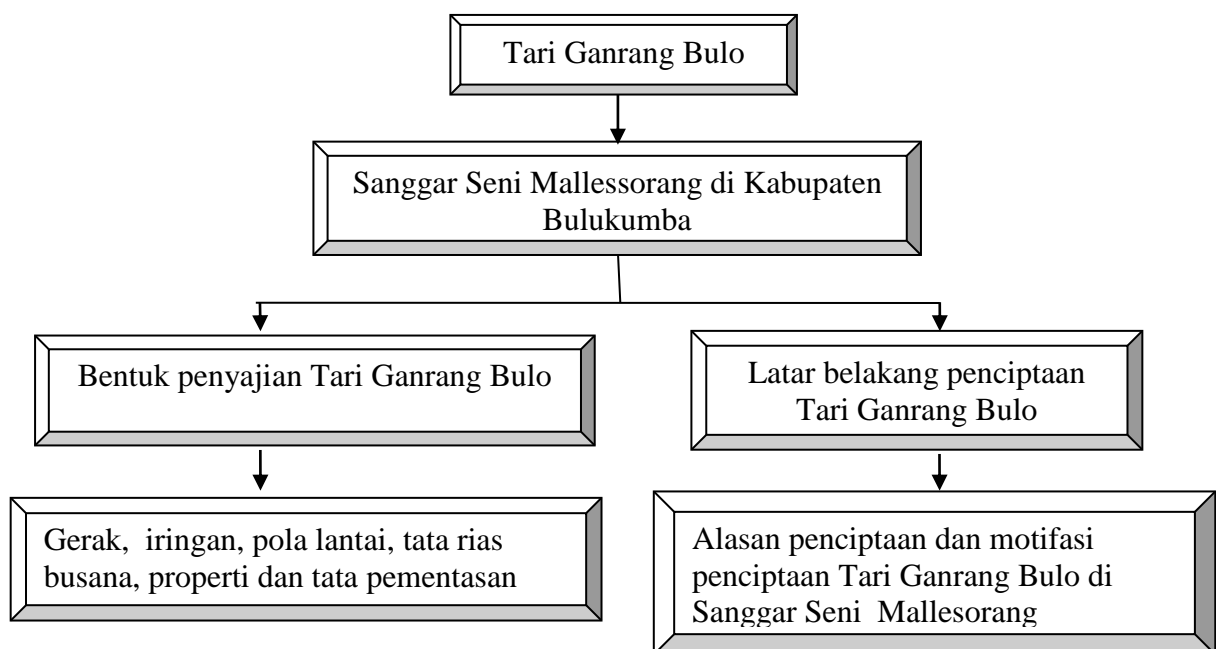 Tari Ganrang Bulo
Sanggar Seni Mallessorang di Kabupaten
Bulukumba
Bentuk penyajian Tari Ganrang Bulo
Latar belakang penciptaan
Tari Ganrang Bulo
Gerak, iringan, pola lantai, tata rias
busana, properti dan tata pementasan
Alasan penciptaan dan motifasi
penciptaan Tari Ganrang Bulo di
Sanggar Seni Mallesorang